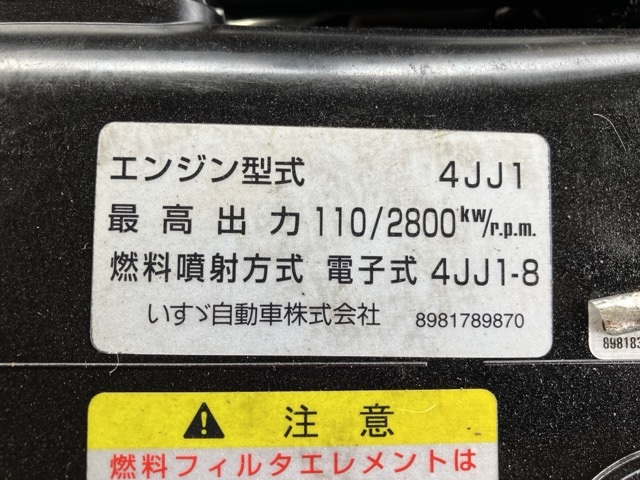 エンジン型式 4JJ1
最高出力 110/2800kw/r.p.m.
燃料噴射方式 電子式 4JJ1-8
いすゞ自動車株式会社 8981789870
898183
⚠ 注意
燃料フィルタエレメントは